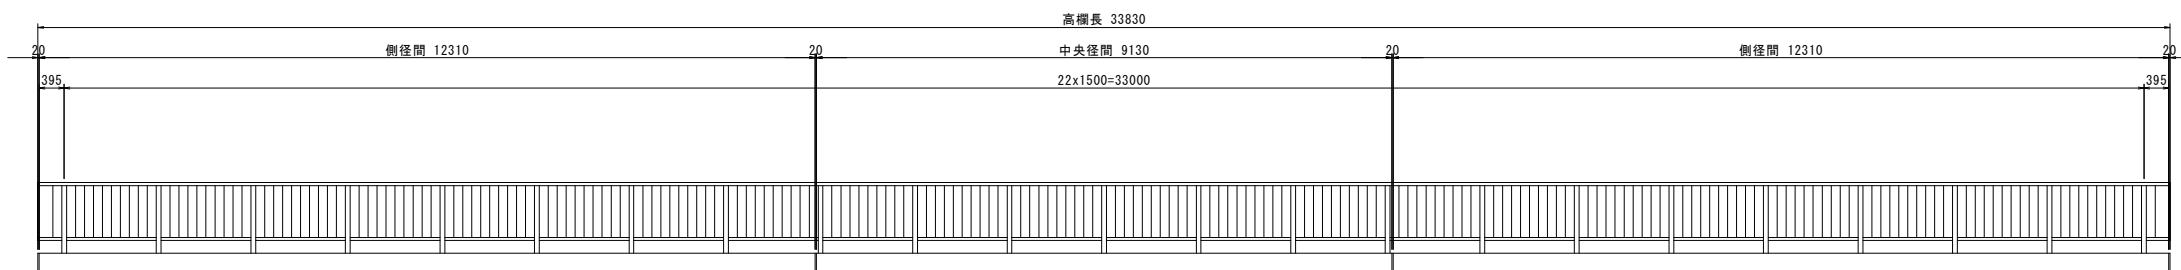 高欄長 33830
20 側径間 12310 20 中央径間 9130 20 側径間 12310 20
395 22x1500=33000 395